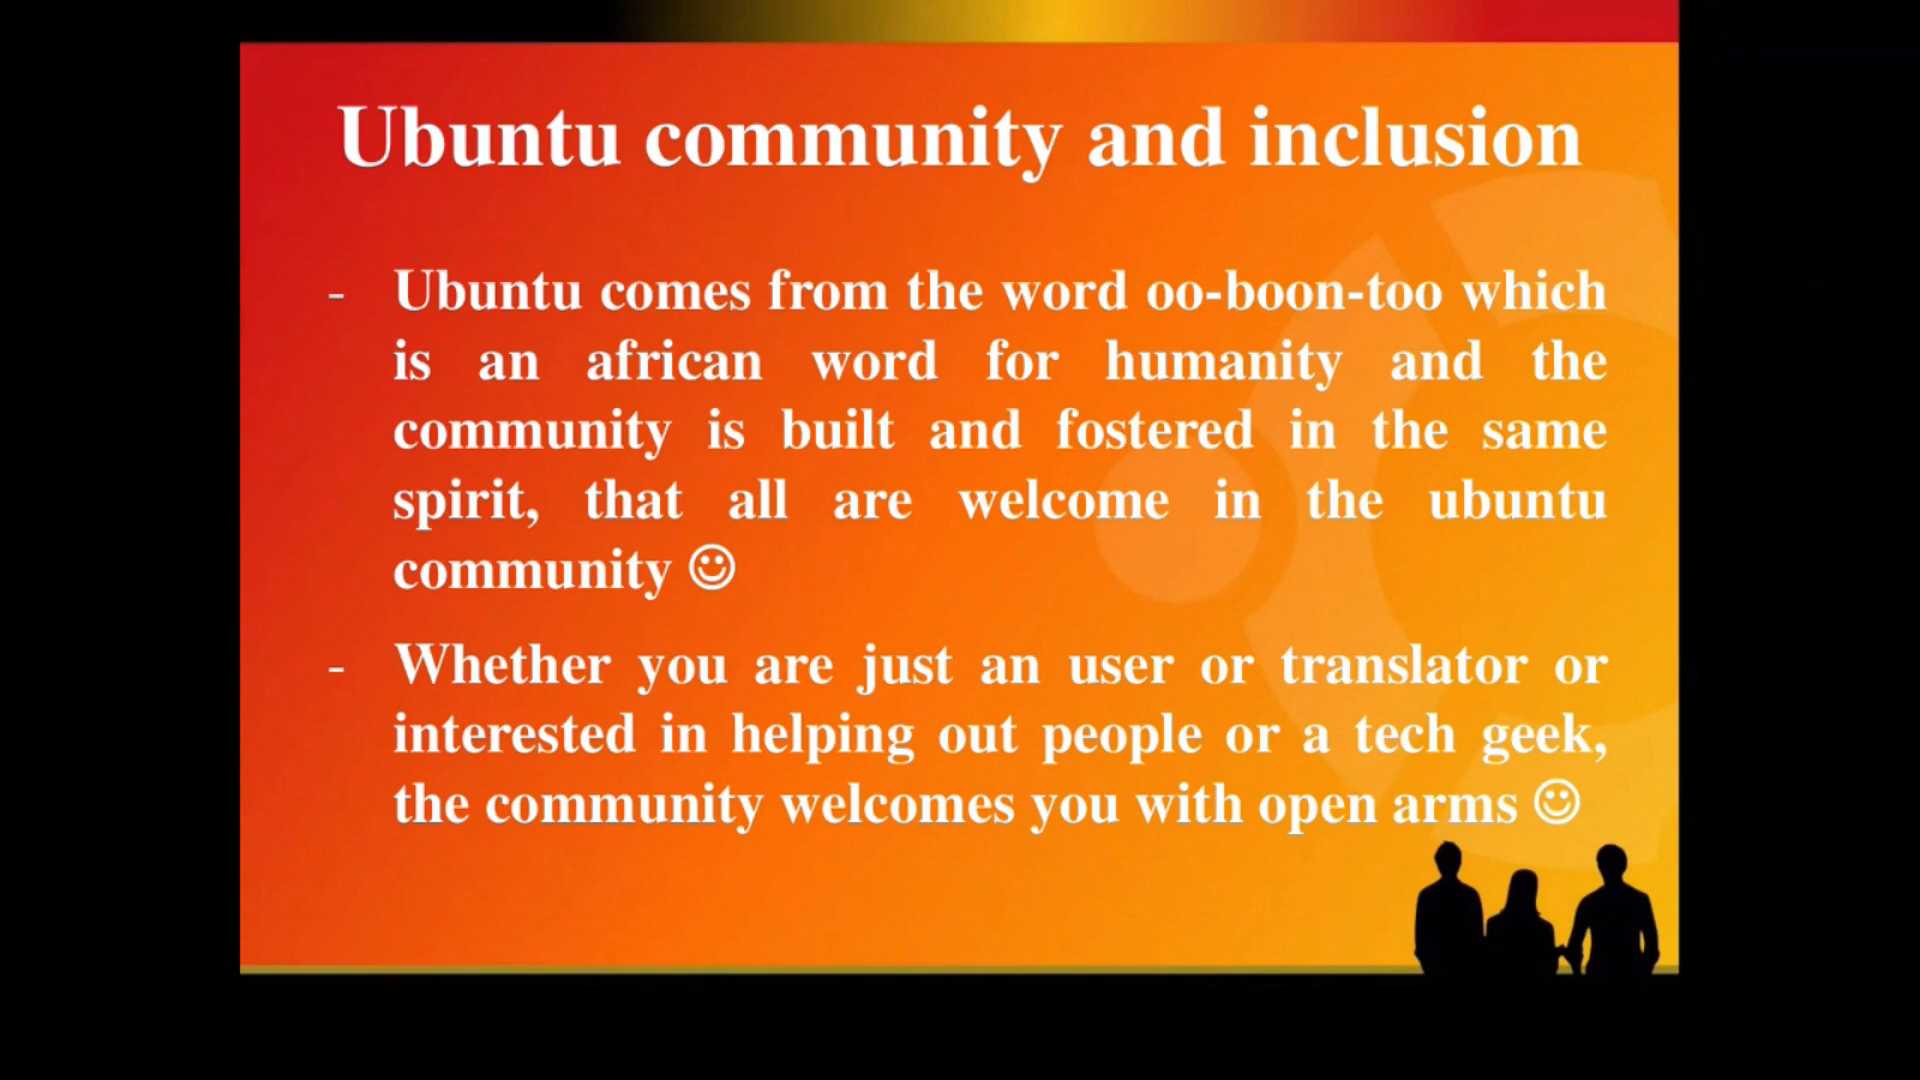 Ubuntu community and inclusion
- Ubuntu comes from the word oo-boon-too which
is an african word for humanity and the
community is built and fostered in the same
spirit, that all are welcome in the ubuntu
community ☺
- Whether you are just an user or translator or
interested in helping out people or a tech geek,
the community welcomes you with open arms ☺